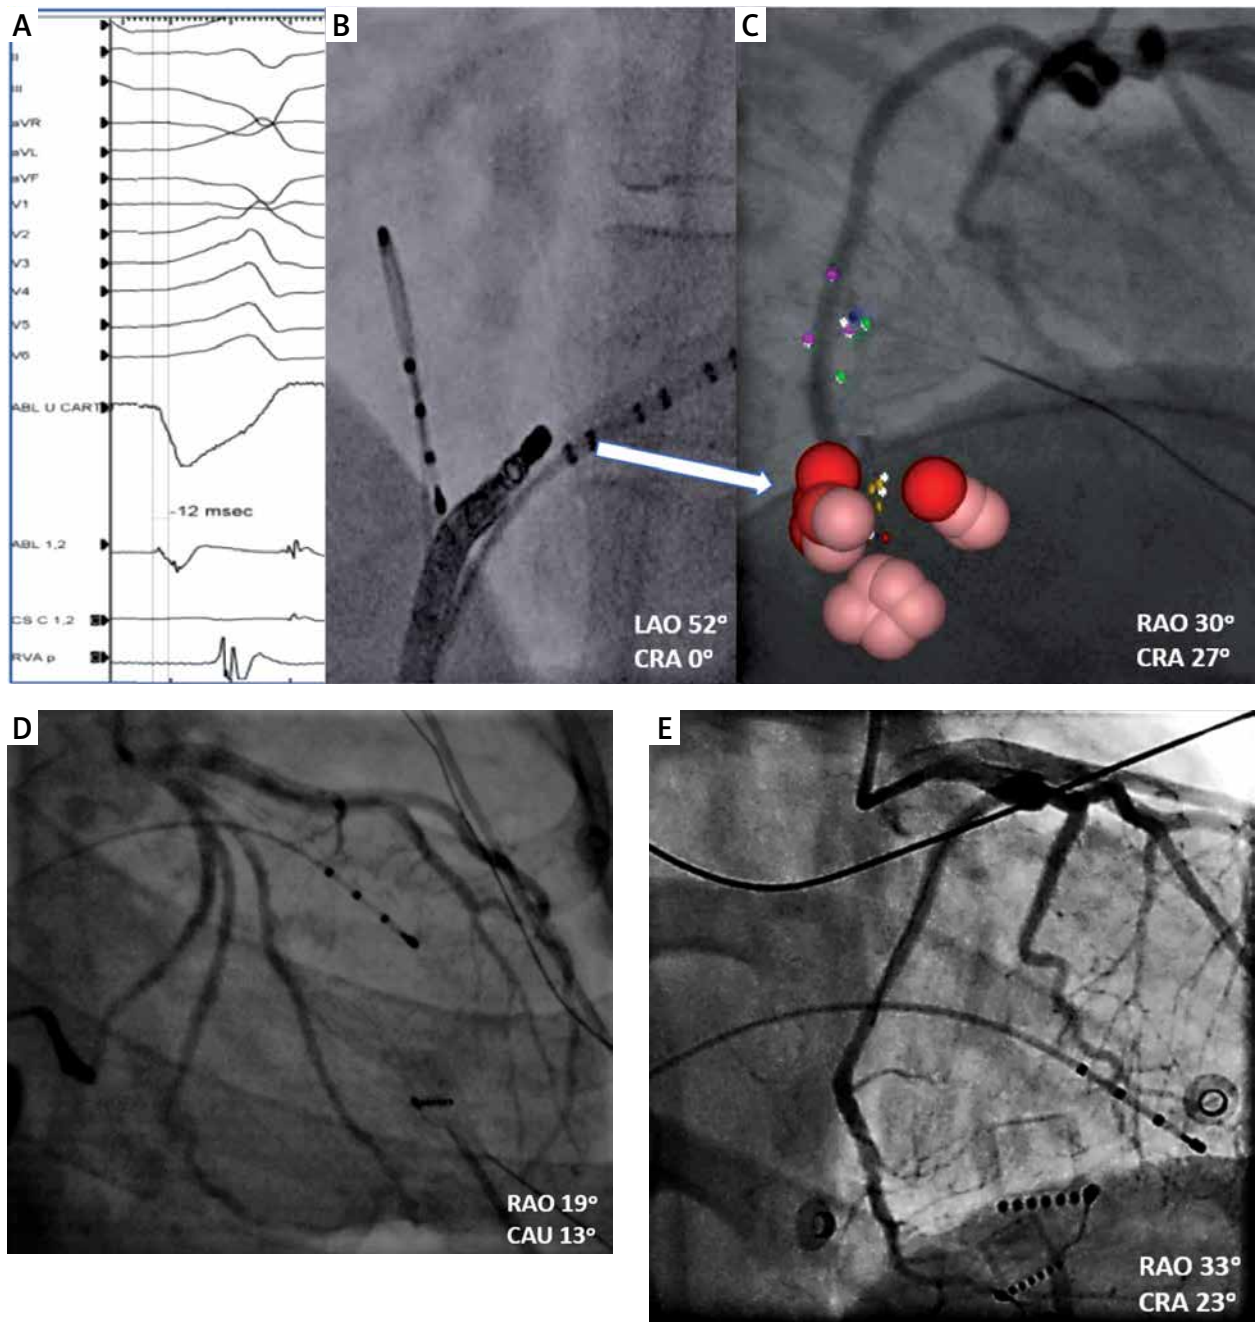 A
II
III
aVR
aVL
aVF
V1
V2
V3
V4
V5
V6
ABL U CART
-12 msec
ABL 1,2
CS C 1,2
RVA p
B
LAO 52°
CRA 0°
C
RAO 30°
CRA 27°
D
RAO 19°
CAU 13°
E
RAO 33°
CRA 23°